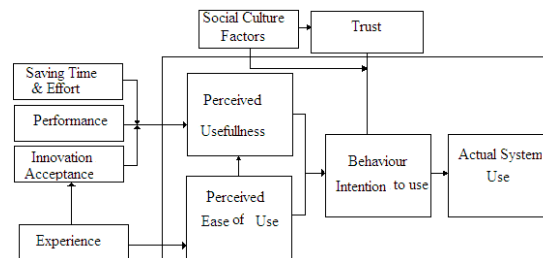 Social Culture
Factors
Trust
Saving Time
& Effort
Performance
Innovation
Acceptance
Experience
Perceived
Usefullness
Perceived
Ease of Use
Behaviour
Intention to use
Actual System
Use